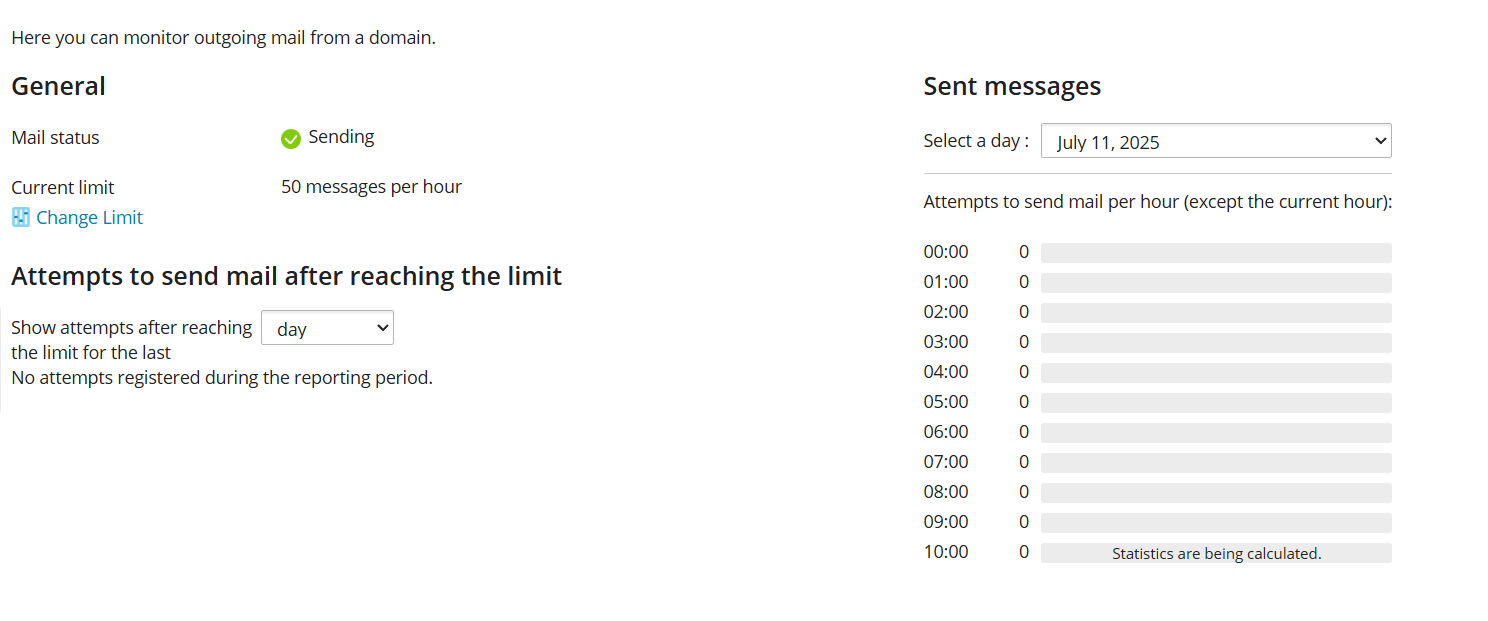 Here you can monitor outgoing mail from a domain.
General
Mail status Sending
Current limit 50 messages per hour
Change Limit
Attempts to send mail after reaching the limit
Show attempts after reaching day
the limit for the last
No attempts registered during the reporting period.
Sent messages
Select a day : July 11, 2025
Attempts to send mail per hour (except the current hour):
00:00 0
01:00 0
02:00 0
03:00 0
04:00 0
05:00 0
06:00 0
07:00 0
08:00 0
09:00 0
10:00 0 Statistics are being calculated.